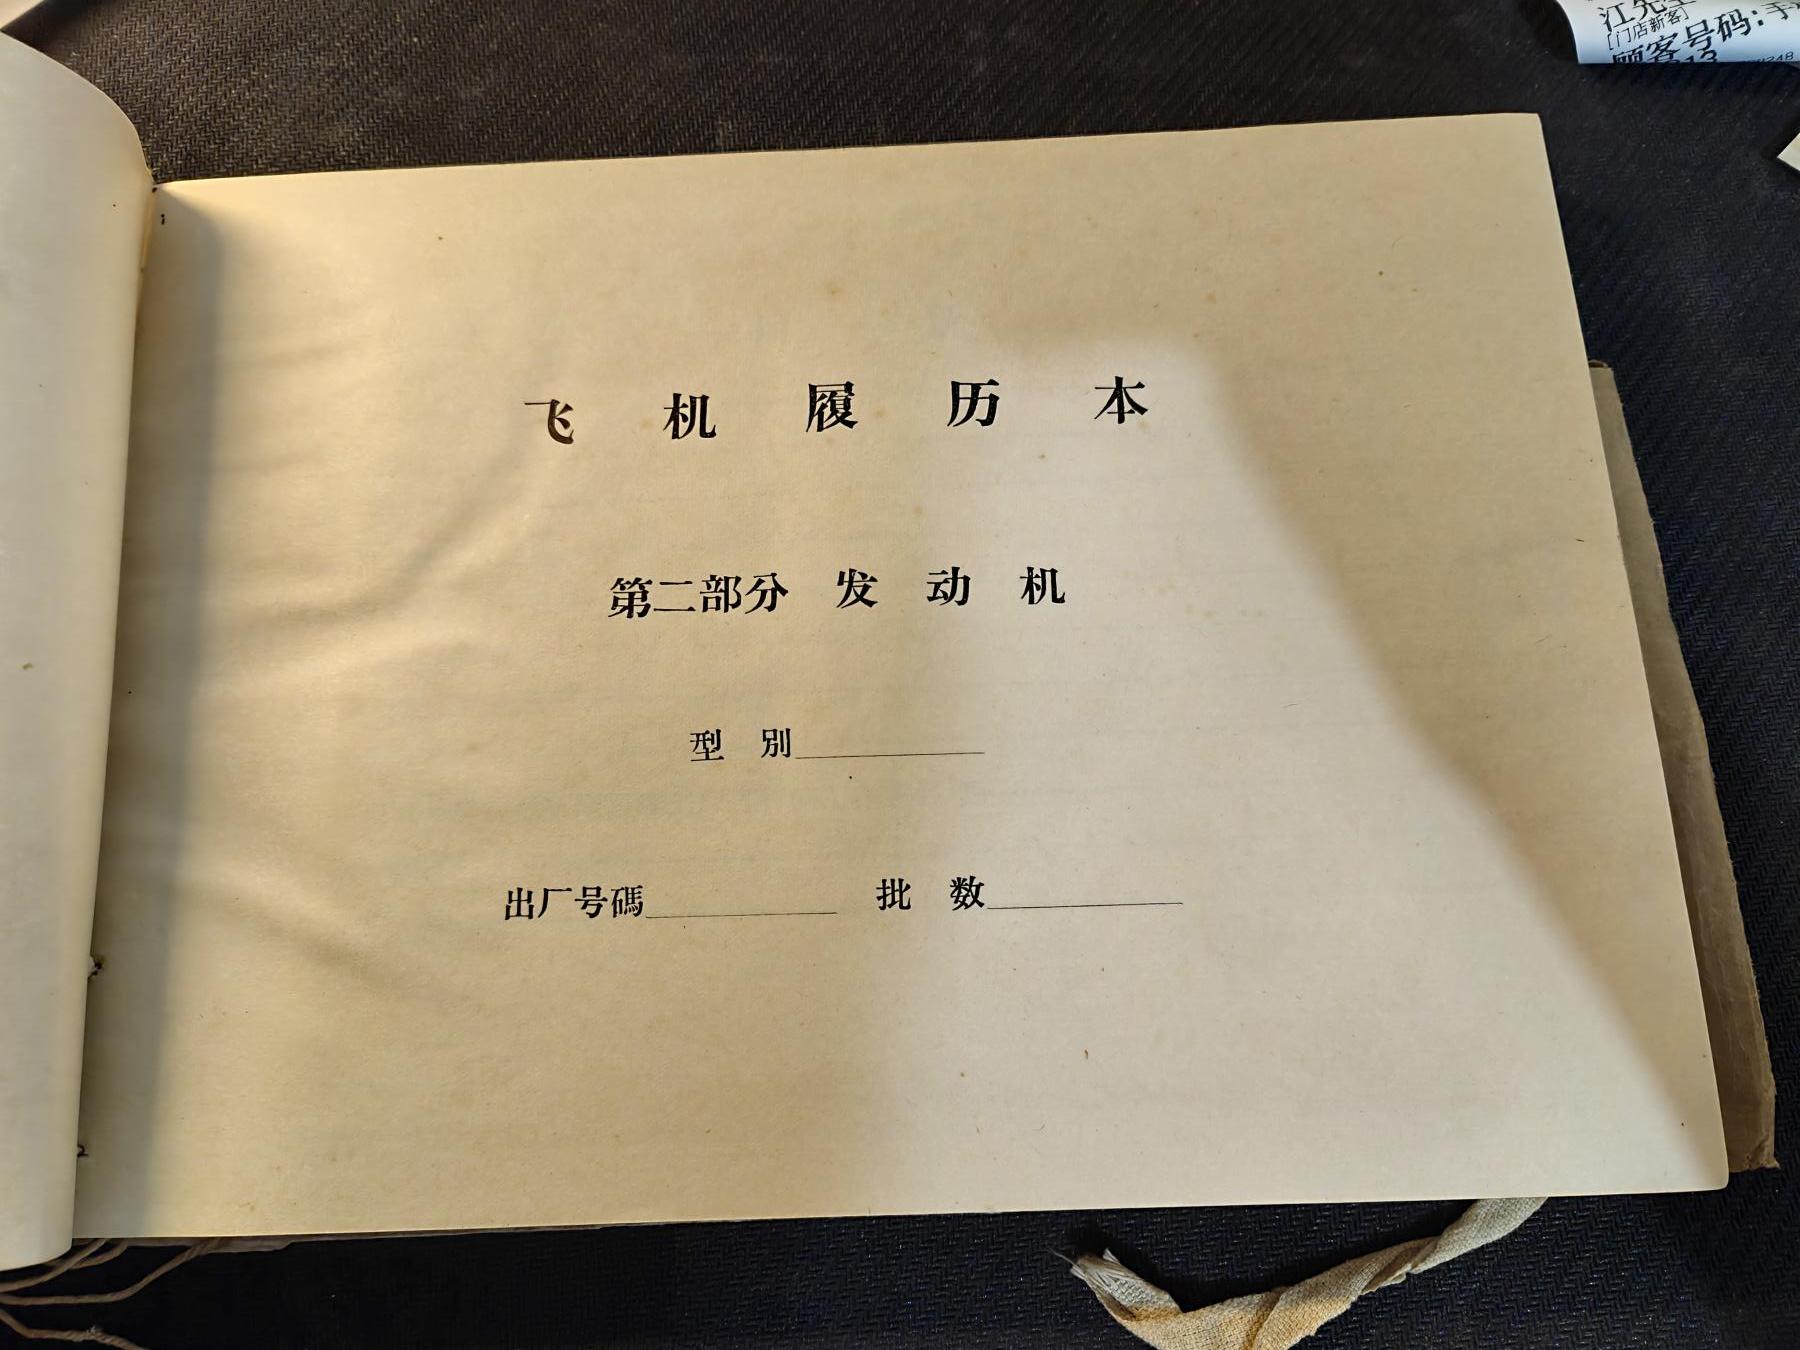 江先生
[门店新客]
顾客号码:手
飞机履历本
第二部分 发动机
型 别
出厂号碼 批 数